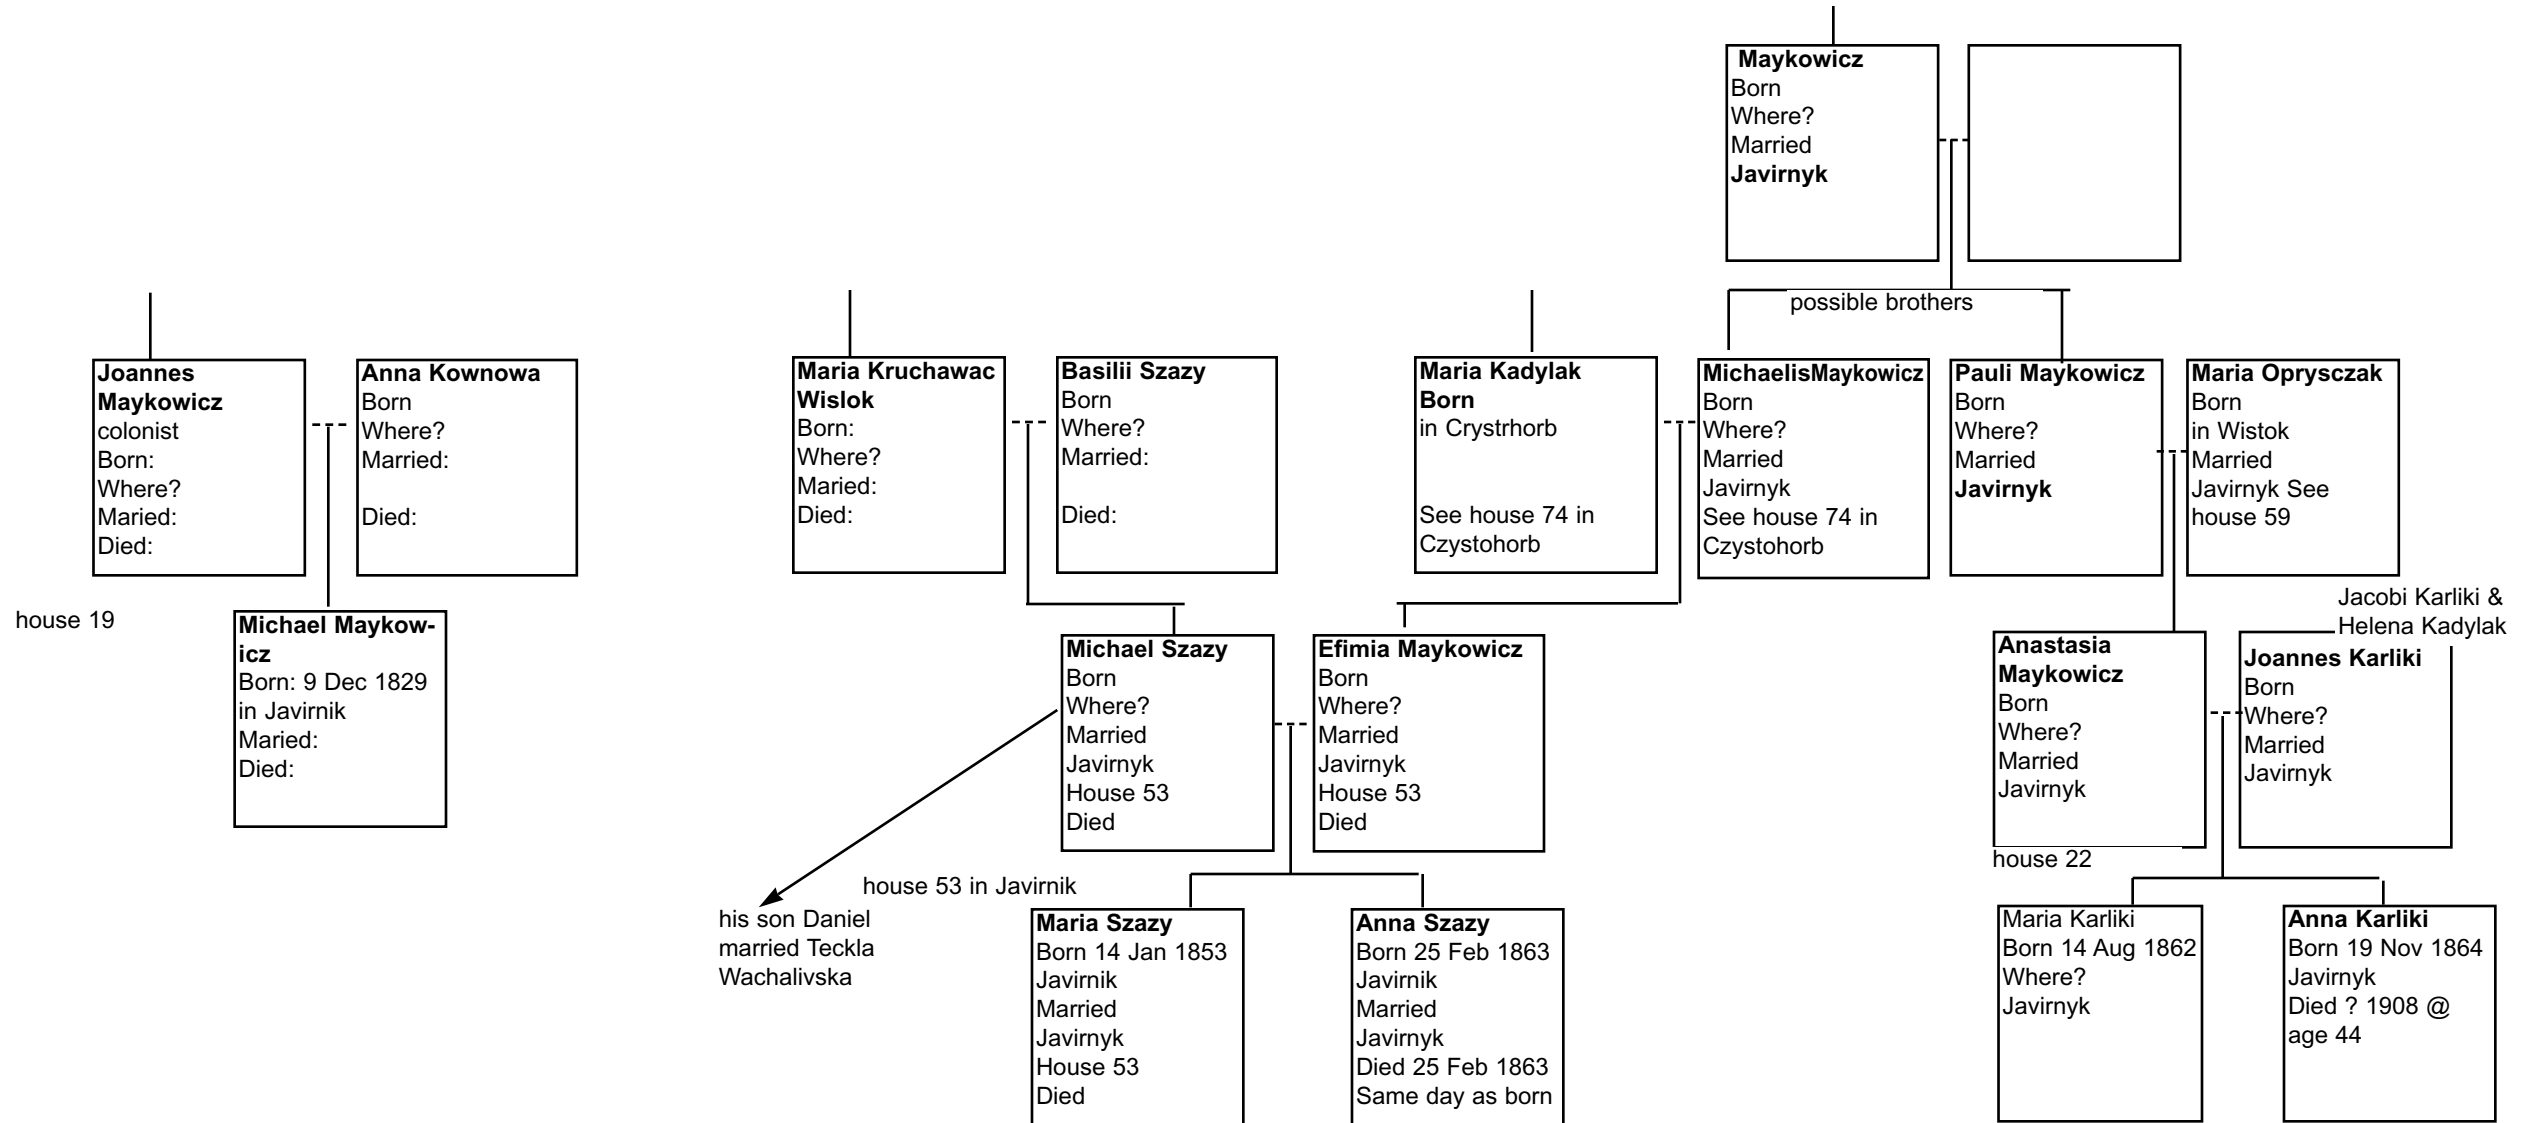 Maykowicz
Born
Where?
Married
Javirnyk
possible brothers
Joannes
Maykowicz
colonist
Born:
Where?
Maried:
Died:
Anna Kownowa
Born
Where?
Married:
Died:
Maria Kruchawac
Wislok
Born:
Where?
Maried:
Died:
Basilii Szazy
Born
Where?
Married:
Died:
Maria Kadylak
Born
in Crystrhorb
See house 74 in
Czystohorb
MichaelisMaykowicz
Born
Where?
Married
Javirnyk
See house 74 in
Czystohorb
Pauli Maykowicz
Born
Where?
Married
Javirnyk
Maria Oprysczak
Born
in Wistok
Married
Javirnyk See
house 59
house 19
Michael Maykow-
icz
Born: 9 Dec 1829
in Javirnik
Maried:
Died:
Michael Szazy
Born
Where?
Married
Javirnyk
House 53
Died
Efimia Maykowicz
Born
Where?
Married
Javirnyk
House 53
Died
Anastasia
Maykowicz
Born
Where?
Married
Javirnyk
Jacobi Karliki &
Helena Kadylak
Joannes Karliki
Born
Where?
Married
Javirnyk
house 22
house 53 in Javirnik
his son Daniel
married Teckla
Wachalivska
Maria Szazy
Born 14 Jan 1853
Javirnik
Married
Javirnyk
House 53
Died
Anna Szazy
Born 25 Feb 1863
Javirnik
Married
Javirnyk
Died 25 Feb 1863
Same day as born
Maria Karliki
Born 14 Aug 1862
Where?
Javirnyk
Anna Karliki
Born 19 Nov 1864
Javirnyk
Died ? 1908 @
age 44